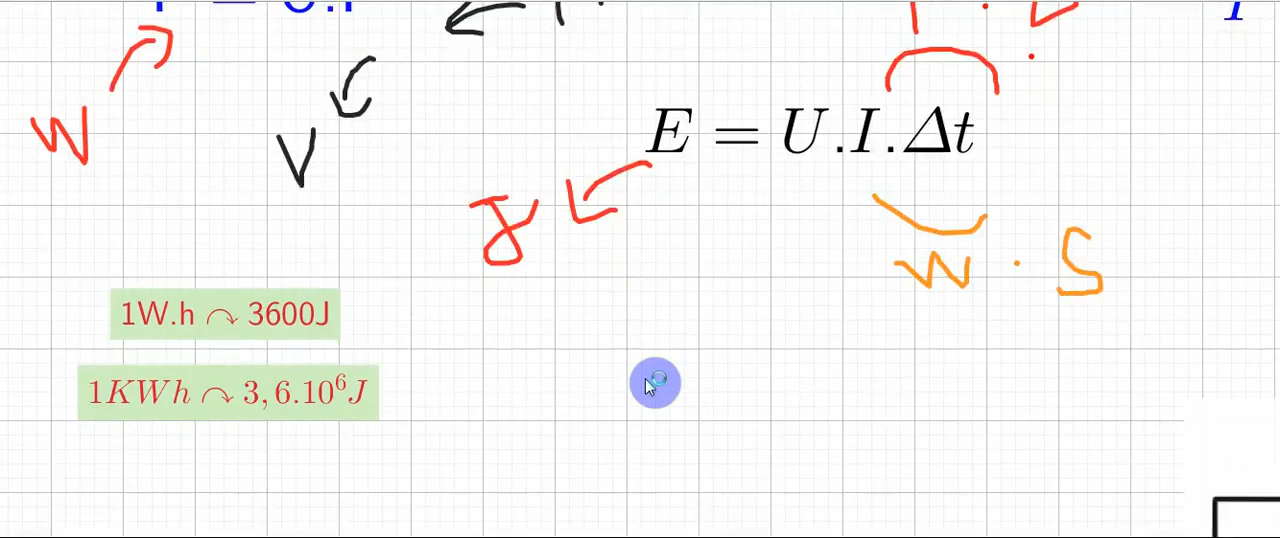 W
V
E = U.I.Δt
J
W . S
1W.h ↷ 3600J
1KWh ↷ 3,6.10⁶J